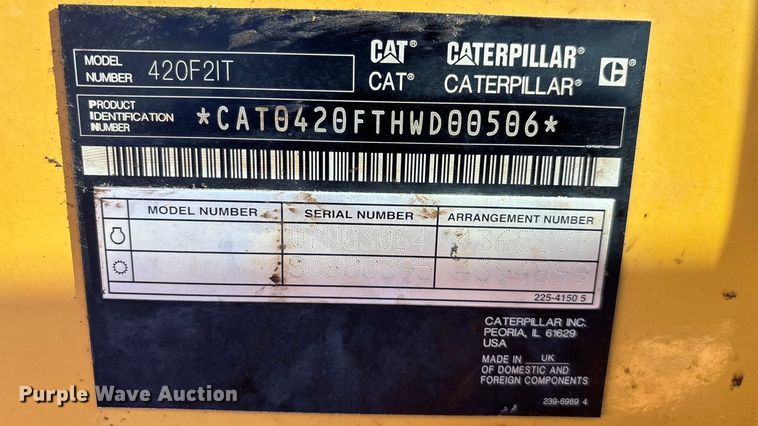 MODEL NUMBER 420F2IT
CAT® CATERPILLAR®
CAT® CATERPILLAR®
PRODUCT IDENTIFICATION NUMBER *CAT0420FTHWD00506*
MODEL NUMBER SERIAL NUMBER ARRANGEMENT NUMBER
225-4150 5
CATERPILLAR INC.
PEORIA, IL 61629
USA
MADE IN UK
OF DOMESTIC AND
FOREIGN COMPONENTS
239-6989 4
Purple Wave Auction